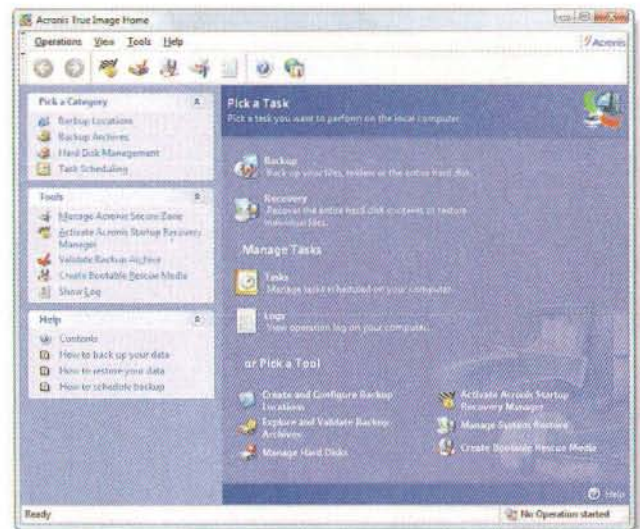 Acronis True Image Home
Operations View Tools Help
Acronis
Pick a Category
Backup Locations
Backup Archives
Hard Disk Management
Task Scheduling
Tools
Manage Acronis Secure Zone
Activate Acronis Startup Recovery
Manager
Validate Backup Archive
Create Bootable Rescue Media
Show Log
Help
Contents
How to back up your data
How to restore your data
How to schedule backup
Pick a Task
Pick a task you want to perform on the local computer.
Backup
Back up your files, folders or the entire hard disk.
Recovery
Recover the entire hard disk contents or restore
individual files.
Manage Tasks
Tasks
Manage tasks scheduled on your computer.
Logs
View operation log on your computer.
or Pick a Tool
Create and Configure Backup
Locations
Explore and Validate Backup
Archives
Manage Hard Disks
Activate Acronis Startup
Recovery Manager
Manage System Restore
Create Bootable Rescue Media
Help
Ready
No Operation started